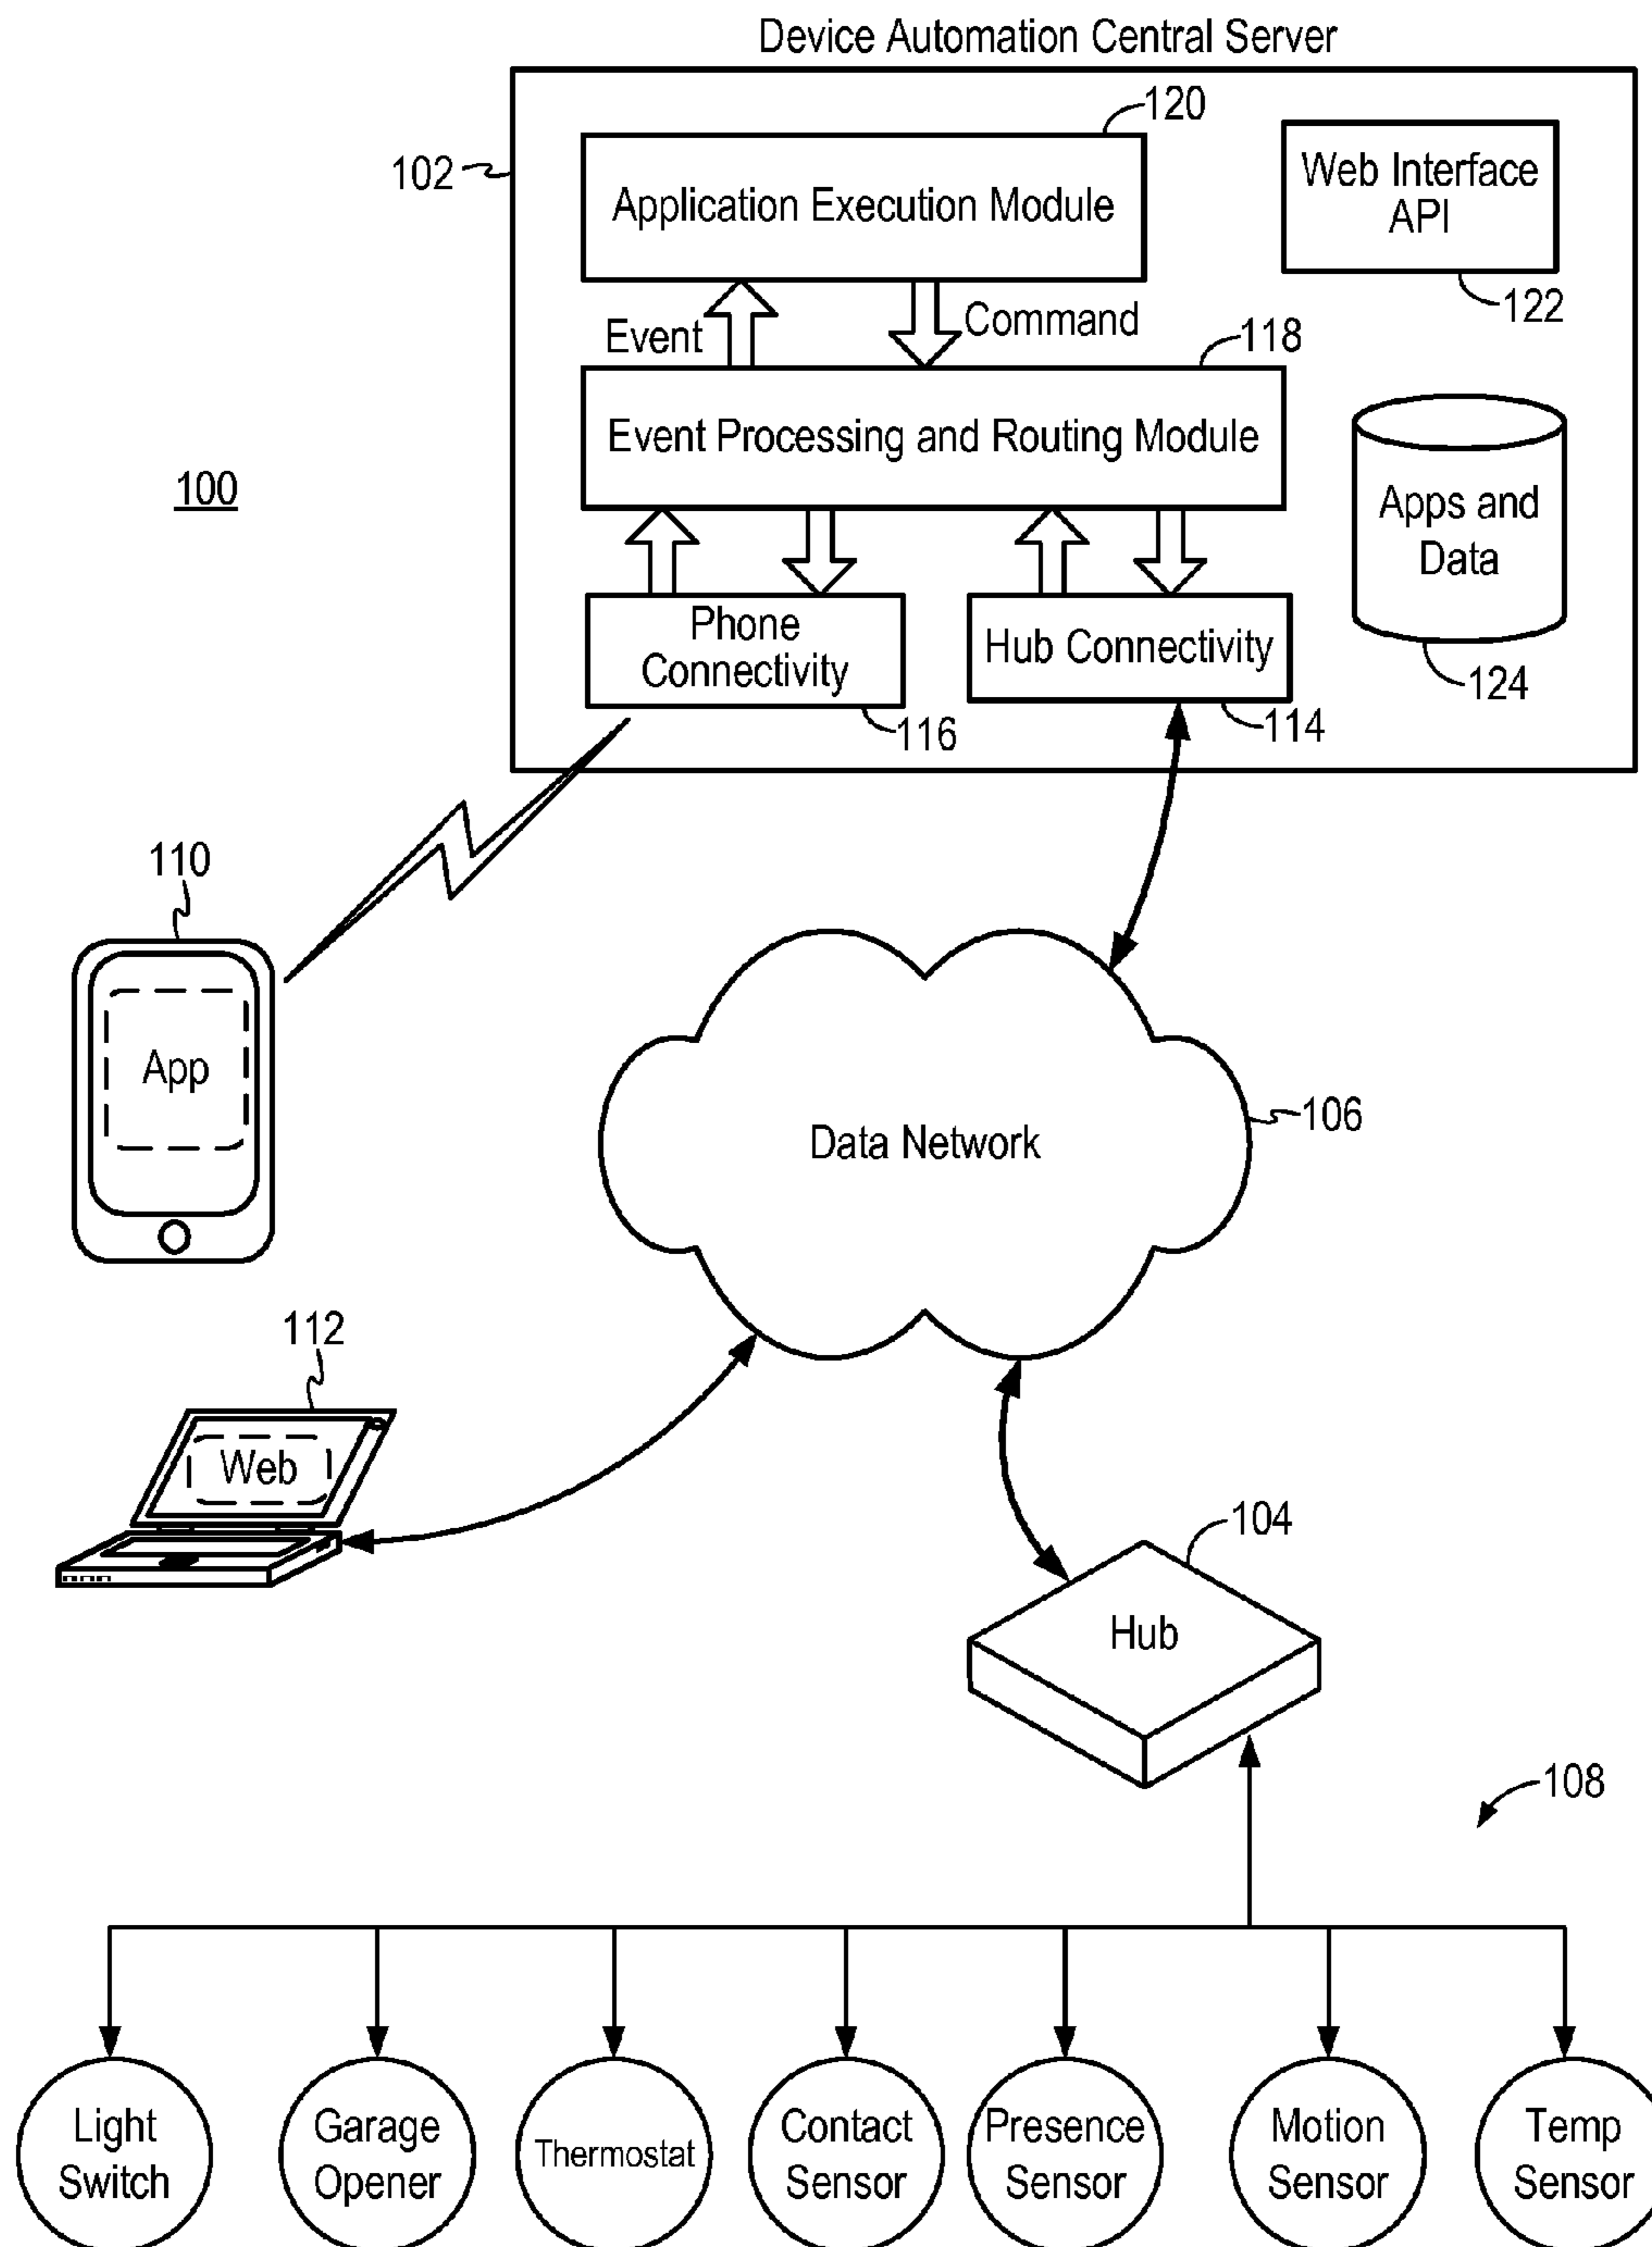 Device Automation Central Server
120
102
Application Execution Module
Web Interface
API
122
Event
Command
118
Event Processing and Routing Module
100
Apps and
Data
124
Phone
Connectivity
116
Hub Connectivity
114
110
App
Data Network
106
112
Web
104
Hub
108
Light
Switch
Garage
Opener
Thermostat
Contact
Sensor
Presence
Sensor
Motion
Sensor
Temp
Sensor